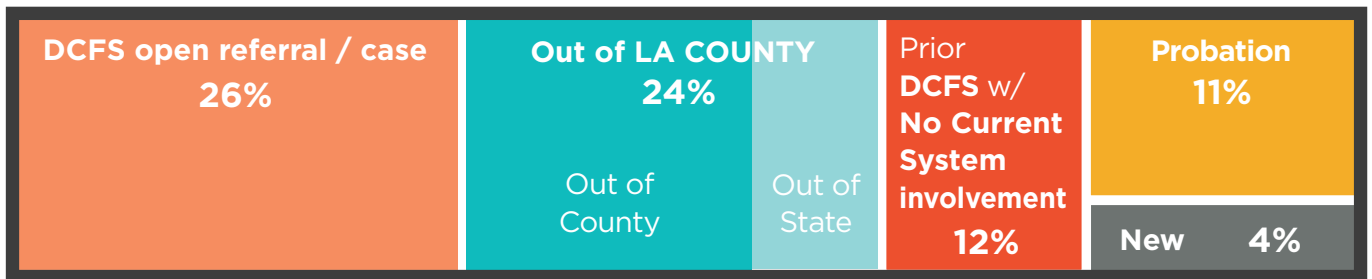 DCFS open referral / case
26%
Out of LA COUNTY
24%
Out of
County
Out of
State
Prior
DCFS w/
No Current
System
involvement
12%
Probation
11%
New 4%